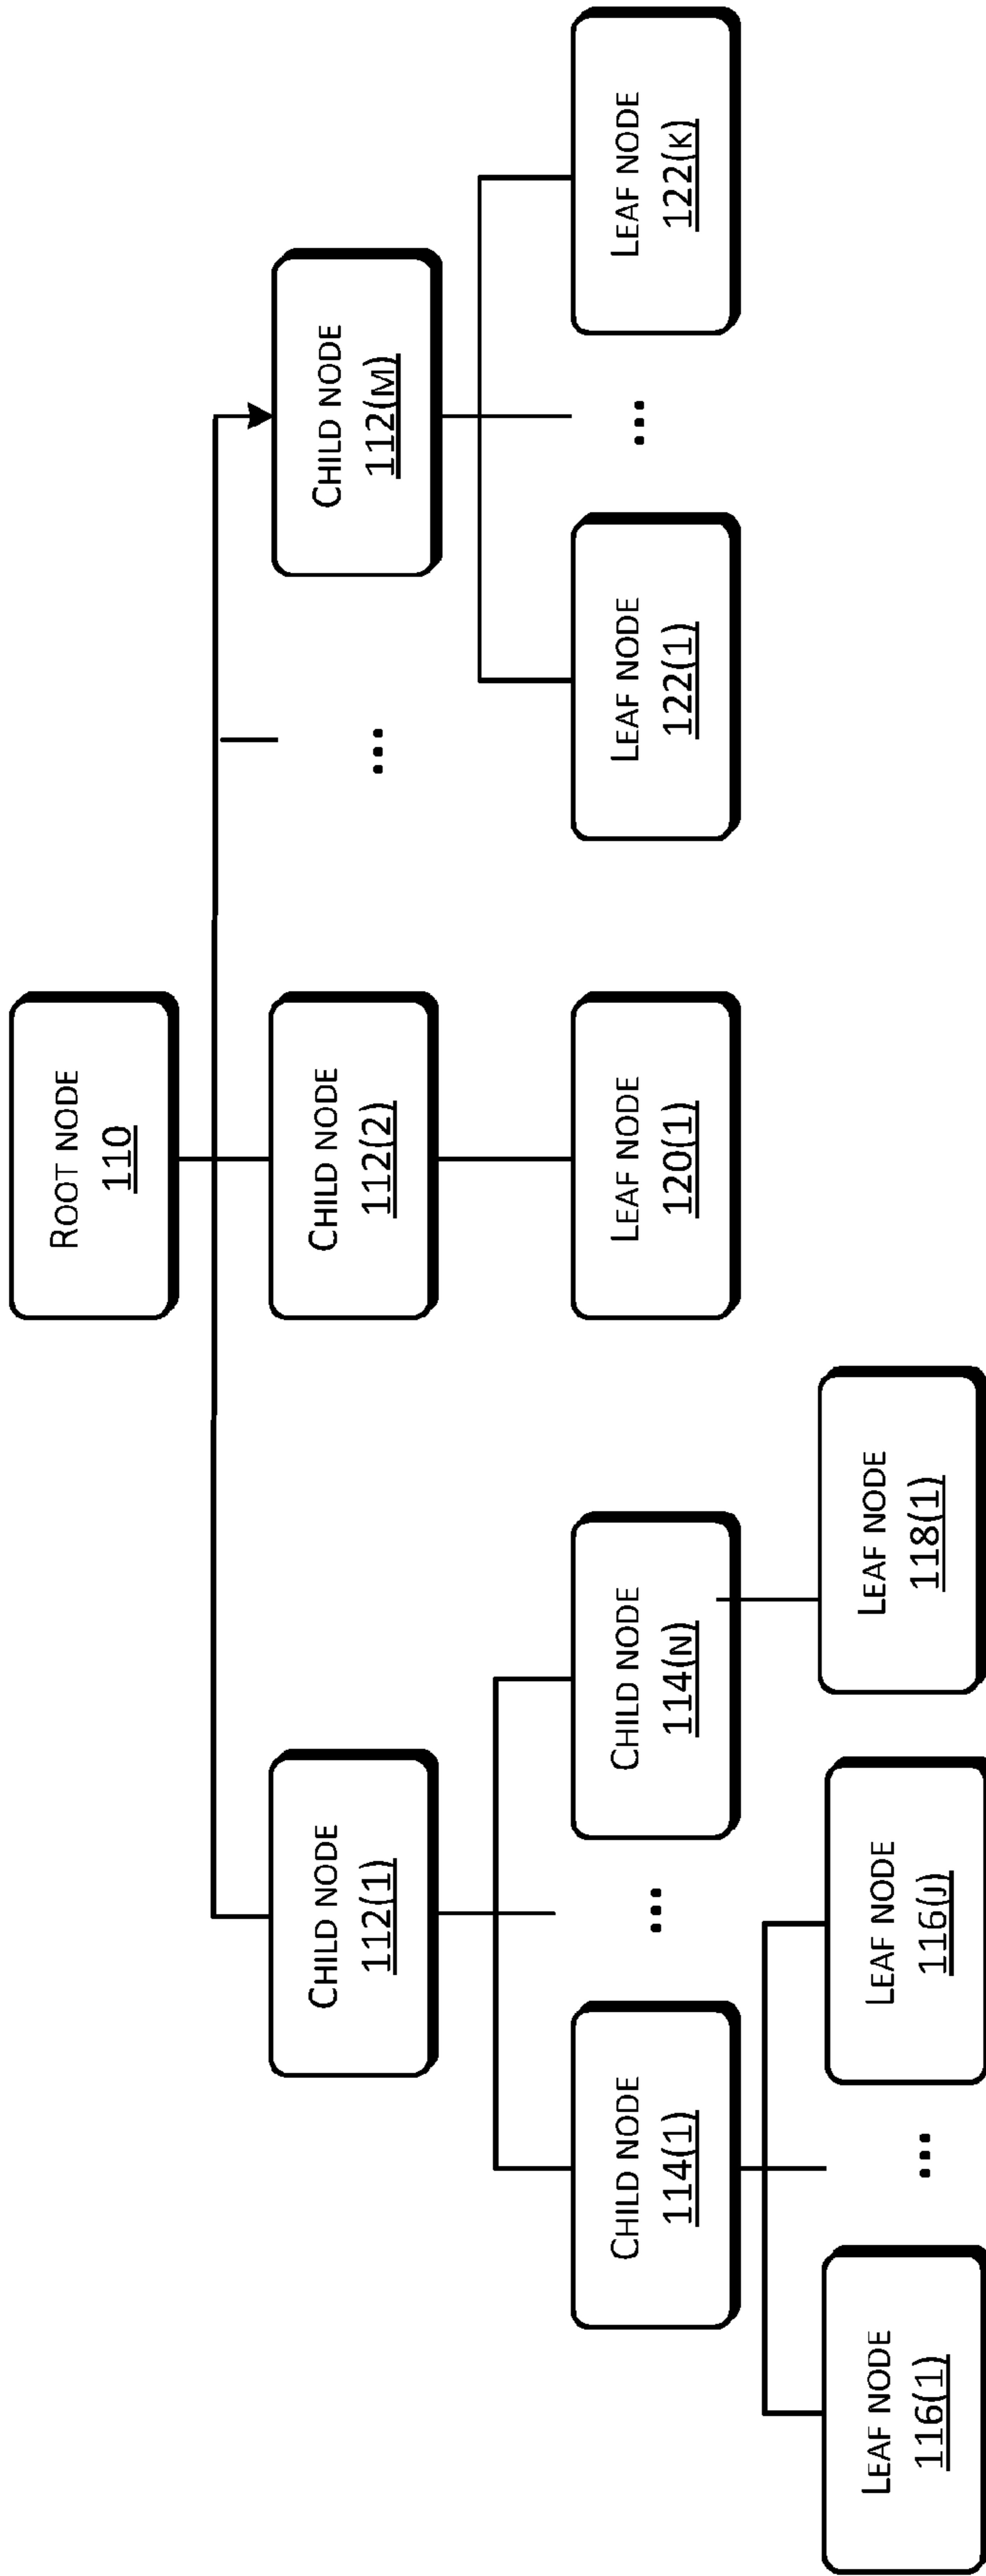 ROOT NODE
110
CHILD NODE
112(1)
CHILD NODE
112(2)
...
CHILD NODE
112(M)
CHILD NODE
114(1)
...
CHILD NODE
114(N)
LEAF NODE
120(1)
LEAF NODE
122(1)
...
LEAF NODE
122(K)
LEAF NODE
116(1)
...
LEAF NODE
116(J)
LEAF NODE
118(1)